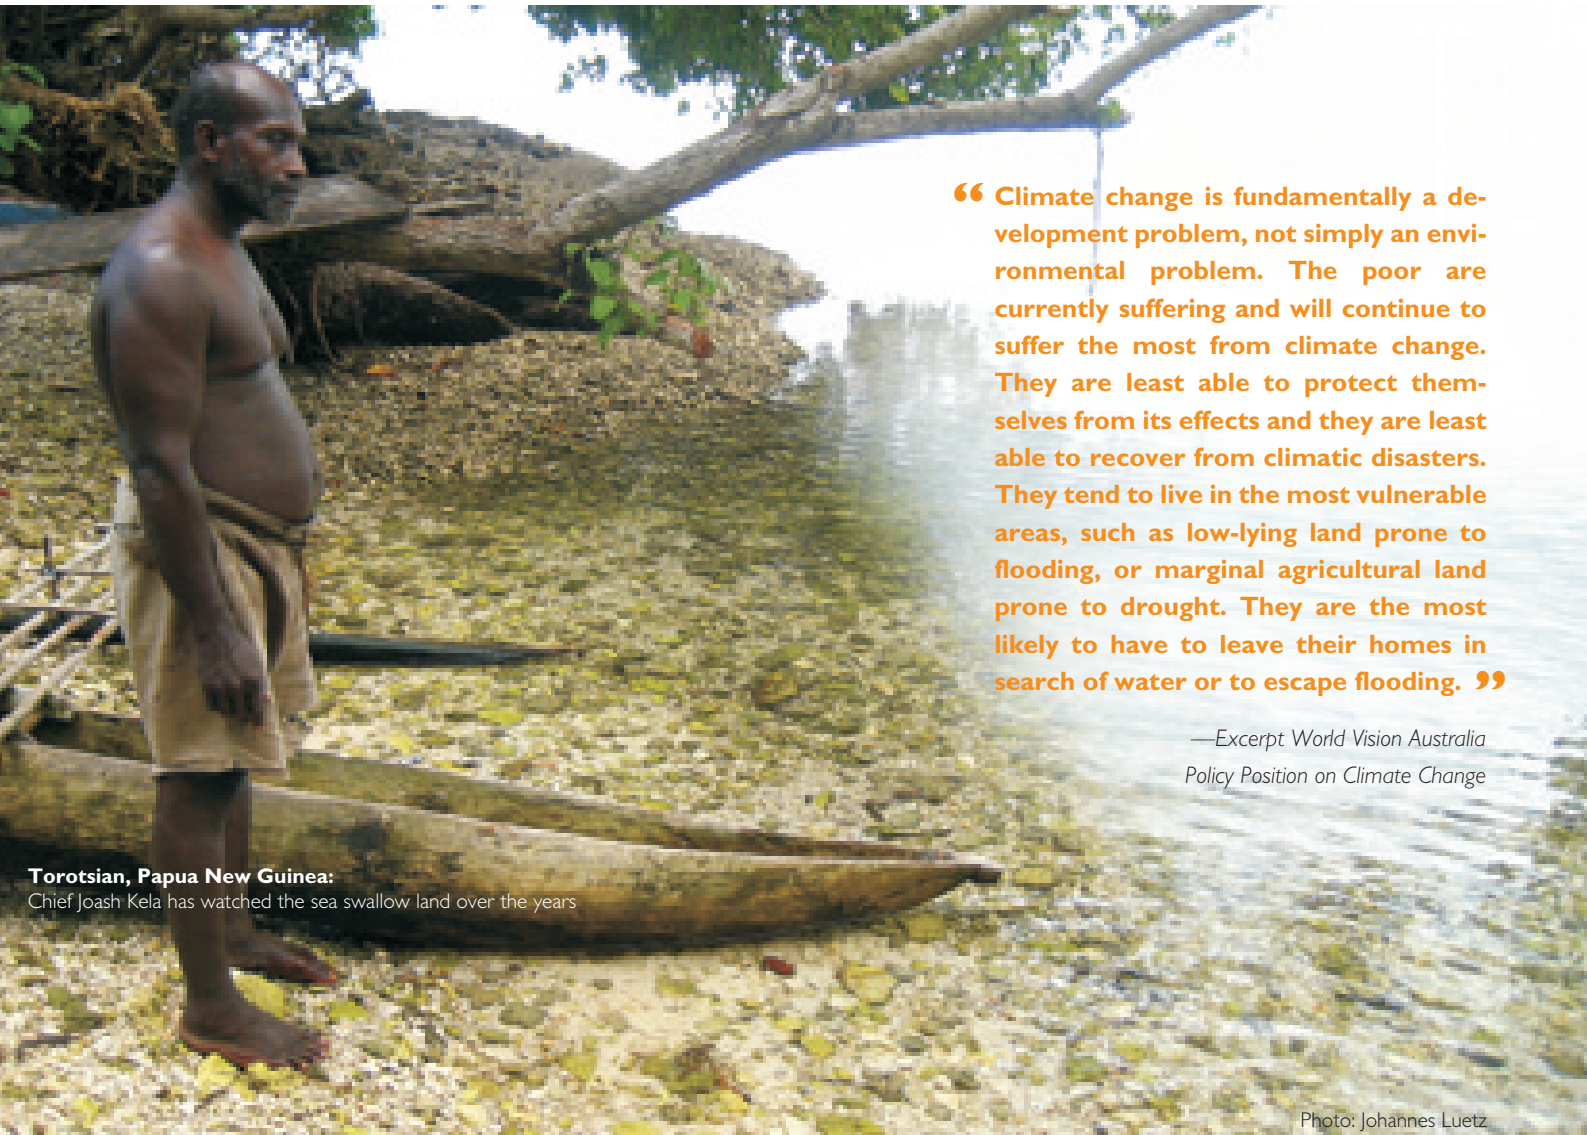 “ Climate change is fundamentally a de-
velopment problem, not simply an envi-
ronmental problem. The poor are
currently suffering and will continue to
suffer the most from climate change.
They are least able to protect them-
selves from its effects and they are least
able to recover from climatic disasters.
They tend to live in the most vulnerable
areas, such as low-lying land prone to
flooding, or marginal agricultural land
prone to drought. They are the most
likely to have to leave their homes in
search of water or to escape flooding. ”
—Excerpt World Vision Australia
Policy Position on Climate Change
Torotsian, Papua New Guinea:
Chief Joash Kela has watched the sea swallow land over the years
Photo: Johannes Luetz